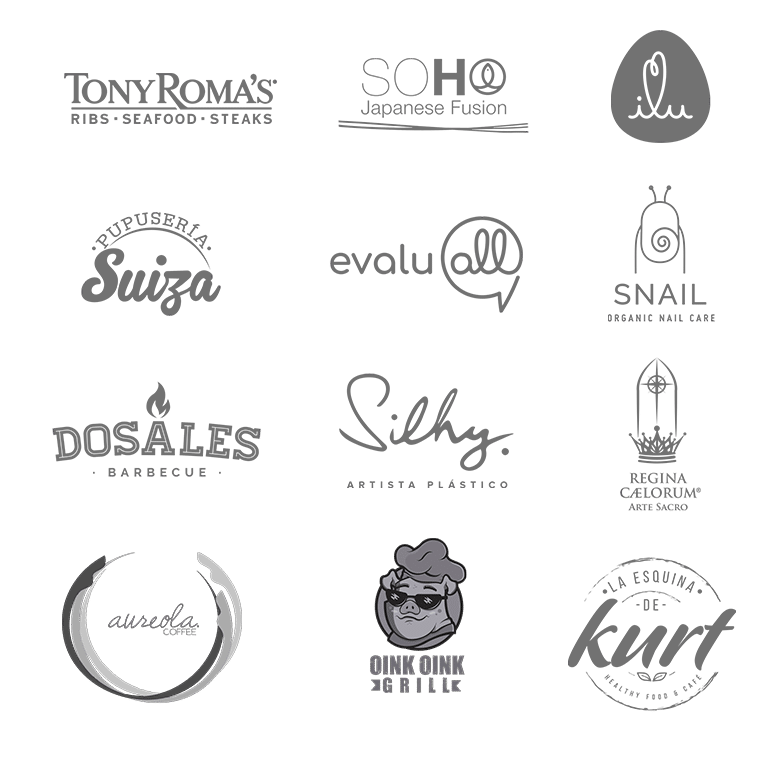 TONY ROMA'S
RIBS · SEAFOOD · STEAKS
SOHO
Japanese Fusion
ilu
· PUPUSERÍA ·
Suiza
evalu all
SNAIL
ORGANIC NAIL CARE
DOSALES
· BARBECUE ·
Silhy.
ARTISTA PLÁSTICO
REGINA
CÆLORUM®
ARTE SACRO
aureola.
COFFEE
OINK OINK
GRILL
· LA ESQUINA ·
- DE -
kurt
HEALTHY FOOD & CAFÉ